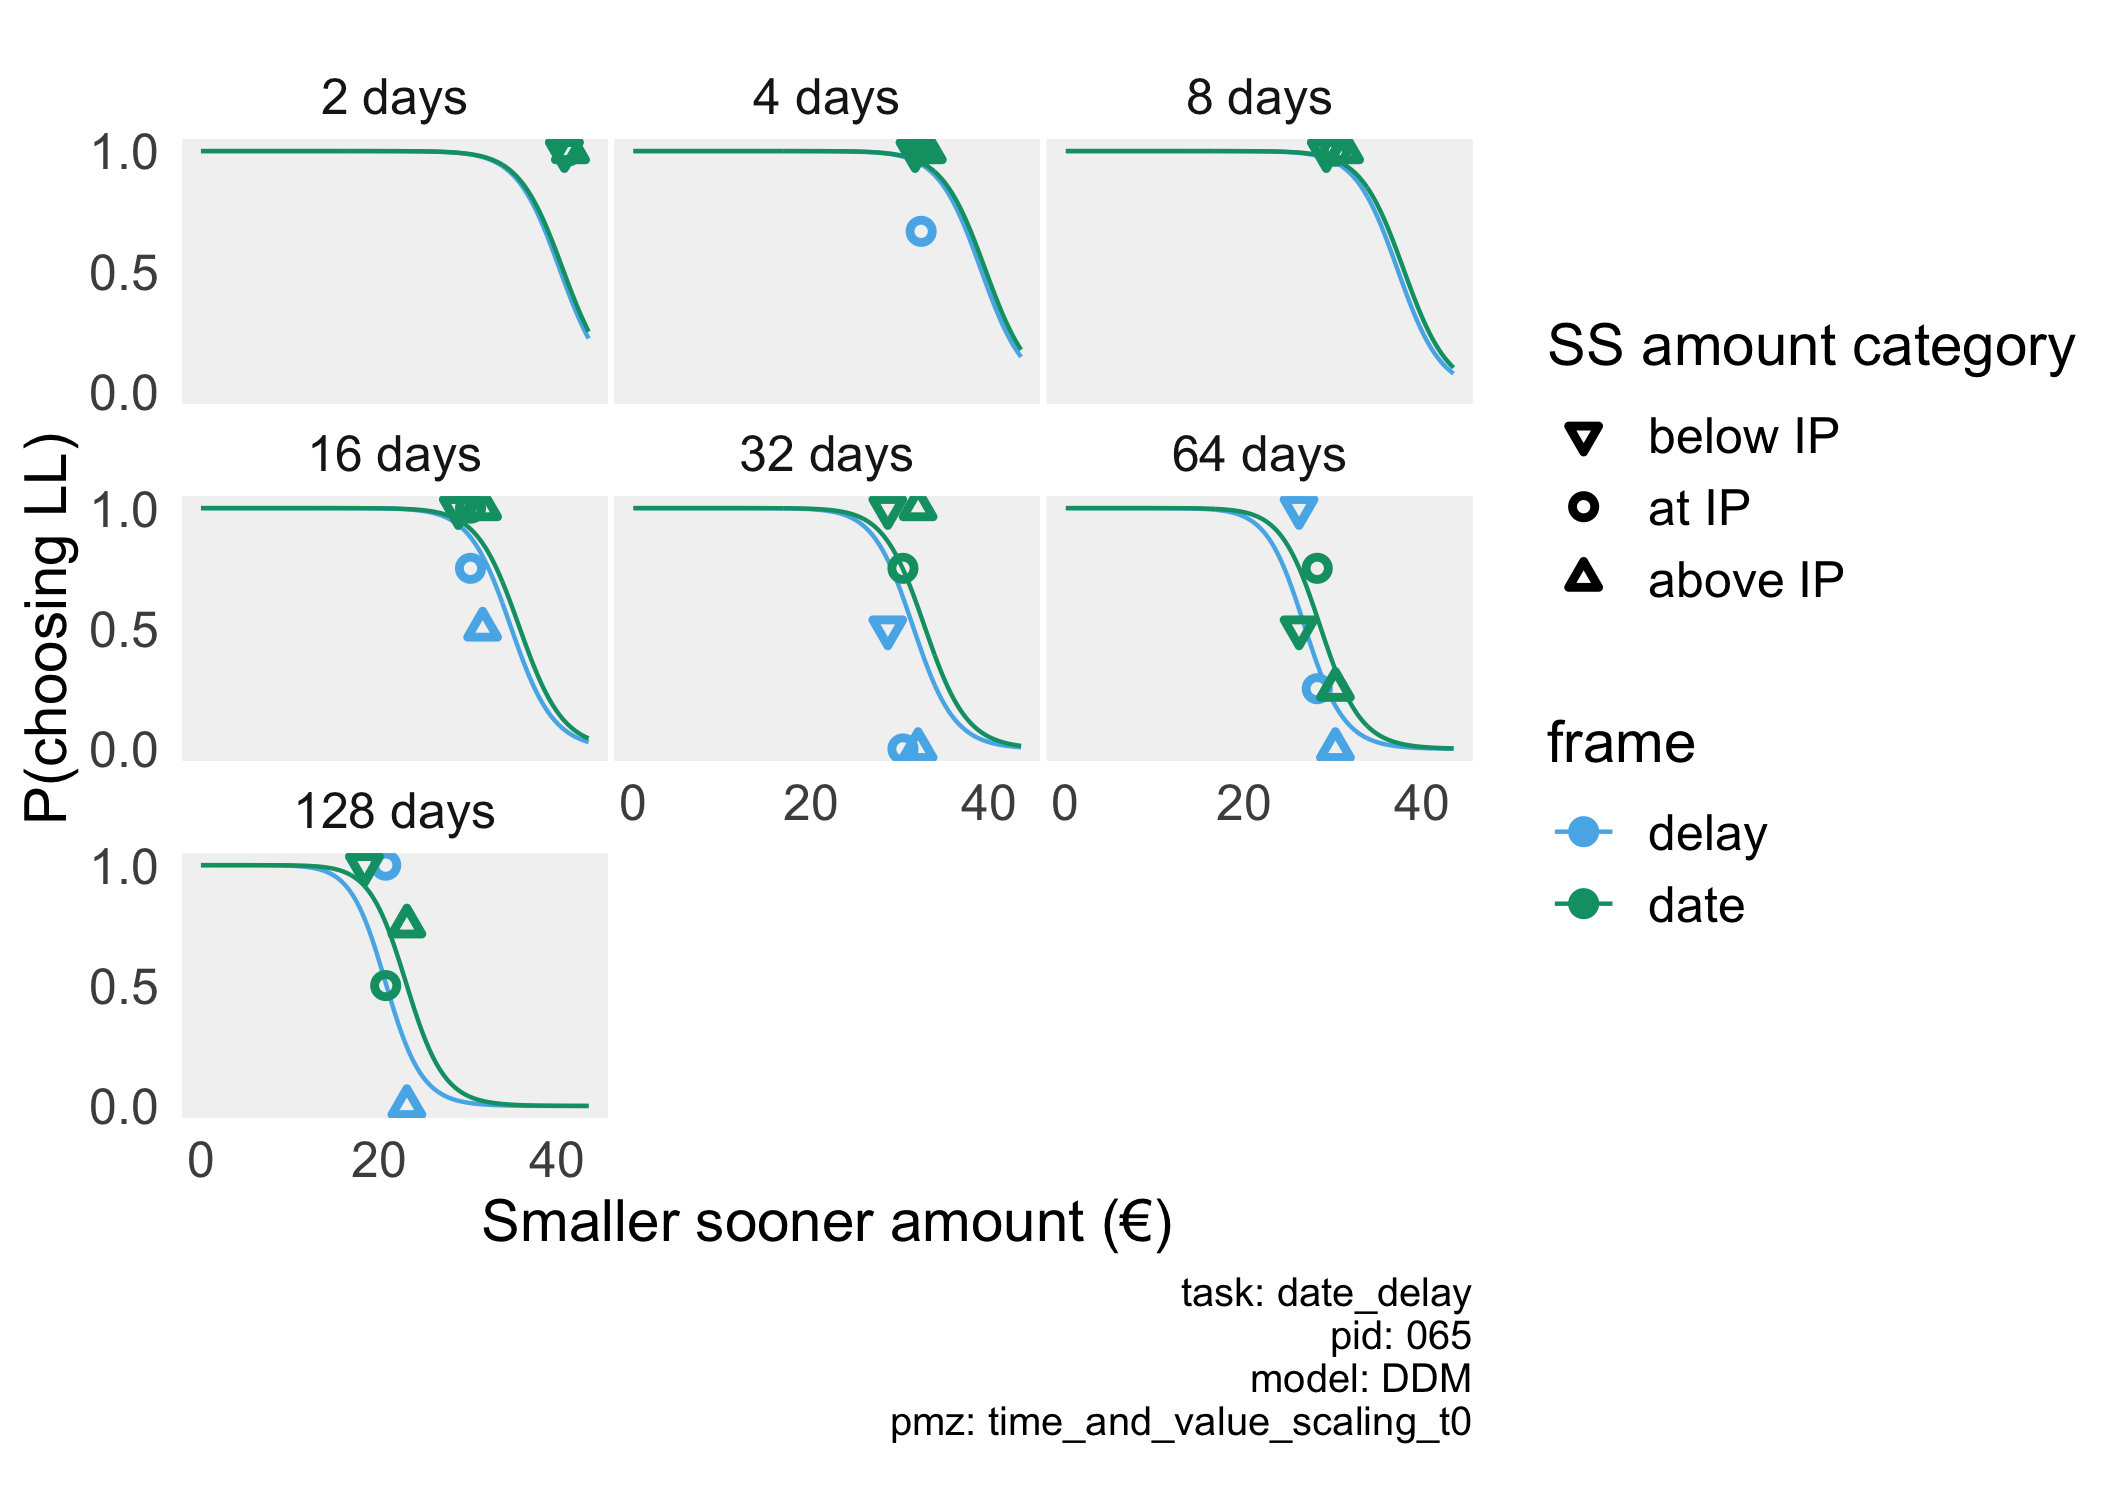 2 days
4 days
8 days
1.0
0.5
0.0
16 days
32 days
64 days
1.0
0.5
0.0
0 20 40
0 20 40
128 days
1.0
0.5
0.0
0 20 40
P(choosing LL)
Smaller sooner amount (€)
SS amount category
below IP
at IP
above IP
frame
delay
date
task: date_delay
pid: 065
model: DDM
pmz: time_and_value_scaling_t0